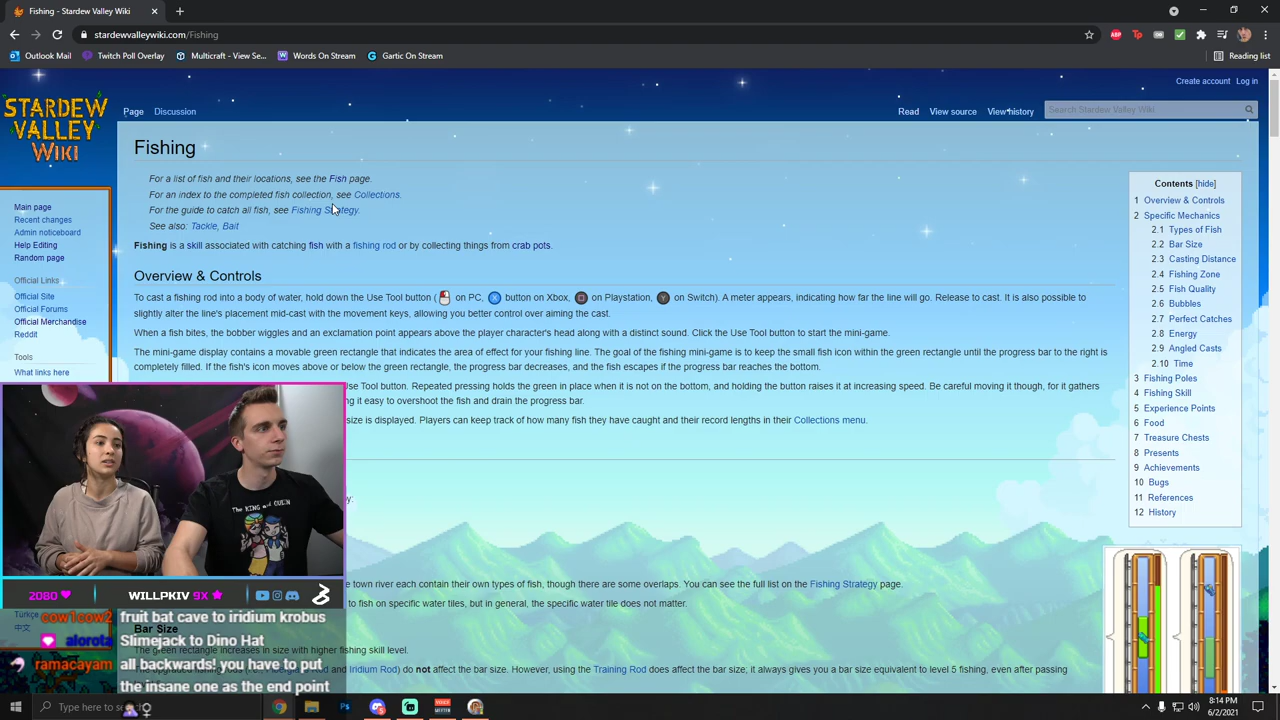 Fishing - Stardew Valley Wiki
stardewvalleywiki.com/Fishing
Outlook Mail
Twitch Poll Overlay
Multicraft - View Se...
Words On Stream
Gartic On Stream
Reading list
Create account
Log in
STARDEW
VALLEY
WIKI
Page
Discussion
Read
View source
View history
Search Stardew Valley Wiki
Fishing
For a list of fish and their locations, see the Fish page.
For an index to the completed fish collection, see Collections.
For the guide to catch all fish, see Fishing Strategy.
See also: Tackle, Bait
Fishing is a skill associated with catching fish with a fishing rod or by collecting things from crab pots.
Overview & Controls
To cast a fishing rod into a body of water, hold down the Use Tool button ( on PC, X button on Xbox, on Playstation, Y on Switch). A meter appears, indicating how far the line will go. Release to cast. It is also possible to
slightly alter the line's placement mid-cast with the movement keys, allowing you better control over aiming the cast.
When a fish bites, the bobber wiggles and an exclamation point appears above the player character's head along with a distinct sound. Click the Use Tool button to start the mini-game.
The mini-game display contains a movable green rectangle that indicates the area of effect for your fishing line. The goal of the fishing mini-game is to keep the small fish icon within the green rectangle until the progress bar to the right is
completely filled. If the fish's icon moves above or below the green rectangle, the progress bar decreases, and the fish escapes if the progress bar reaches the bottom.
Use Tool button. Repeated pressing holds the green in place when it is not on the bottom, and holding the button raises it at increasing speed. Be careful moving it though, for it gathers
it easy to overshoot the fish and drain the progress bar.
size is displayed. Players can keep track of how many fish they have caught and their record lengths in their Collections menu.
y:
e town river each contain their own types of fish, though there are some overlaps. You can see the full list on the Fishing Strategy page.
to fish on specific water tiles, but in general, the specific water tile does not matter.
Bar Size
The green rectangle increases in size with higher fishing skill level.
and Iridium Rod) do not affect the bar size. However, using the Training Rod does affect the bar size. It always gives you a bar size equivalent to level 5 fishing, even after passing
Main page
Recent changes
Admin noticeboard
Help Editing
Random page
Official Links
Official Site
Official Forums
Official Merchandise
Reddit
Tools
What links here
Türkçe
中文
Contents [hide]
1 Overview & Controls
2 Specific Mechanics
2.1 Types of Fish
2.2 Bar Size
2.3 Casting Distance
2.4 Fishing Zone
2.5 Fish Quality
2.6 Bubbles
2.7 Perfect Catches
2.8 Energy
2.9 Angled Casts
2.10 Time
3 Fishing Poles
4 Fishing Skill
5 Experience Points
6 Food
7 Treasure Chests
8 Presents
9 Achievements
10 Bugs
11 References
12 History
The KING and QUEEN
2080
WILLPKIV 9X
cow1cow2 fruit bat cave to iridium krobus
alorota Slimejack to Dino Hat
ramacayam all backwards! you have to put
the insane one as the end point
Type here to se
8:14 PM
6/2/2021